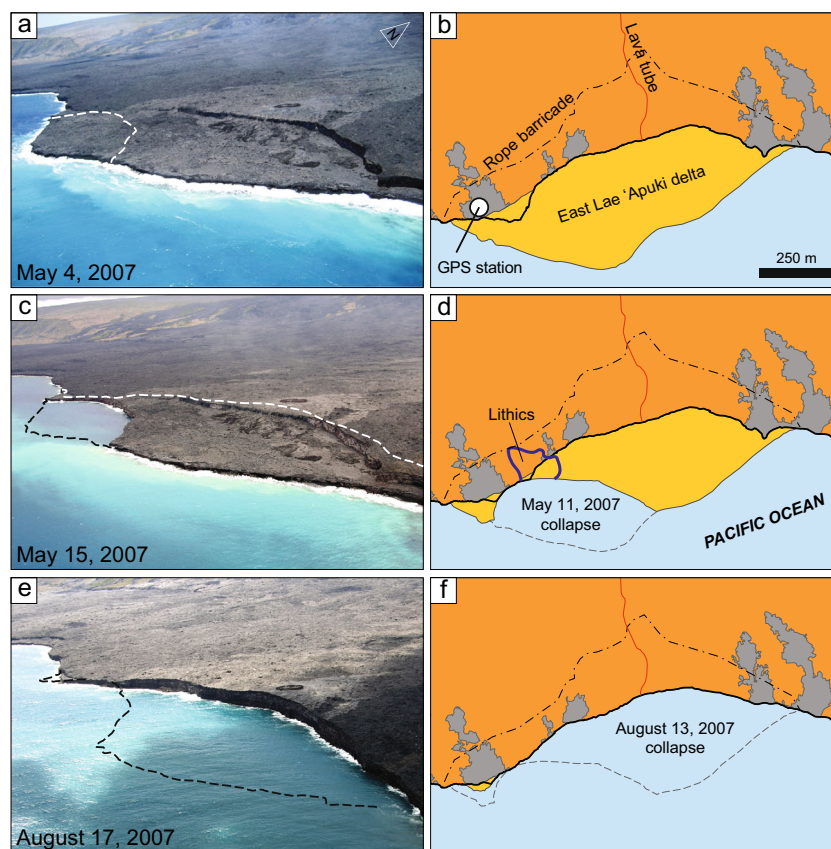 a
N
May 4, 2007
b
Lava tube
Rope barricade
East Lae ‘Apuki delta
GPS station
250 m
c
May 15, 2007
d
Lithics
May 11, 2007
collapse
PACIFIC OCEAN
e
August 17, 2007
f
August 13, 2007
collapse